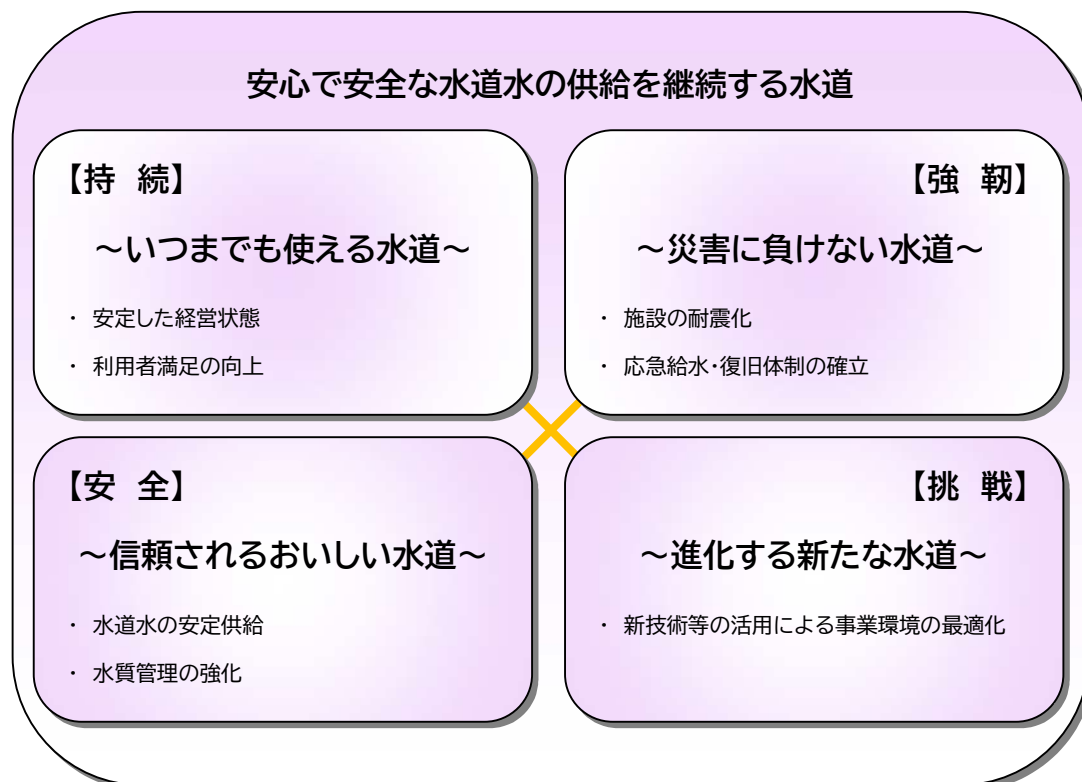 安心で安全な水道水の供給を継続する水道
【持 続】
～いつまでも使える水道～
・ 安定した経営状態
・ 利用者満足の向上
【強 靭】
～災害に負けない水道～
・ 施設の耐震化
・ 応急給水・復旧体制の確立
【安 全】
～信頼されるおいしい水道～
・ 水道水の安定供給
・ 水質管理の強化
【挑 戦】
～進化する新たな水道～
・ 新技術等の活用による事業環境の最適化